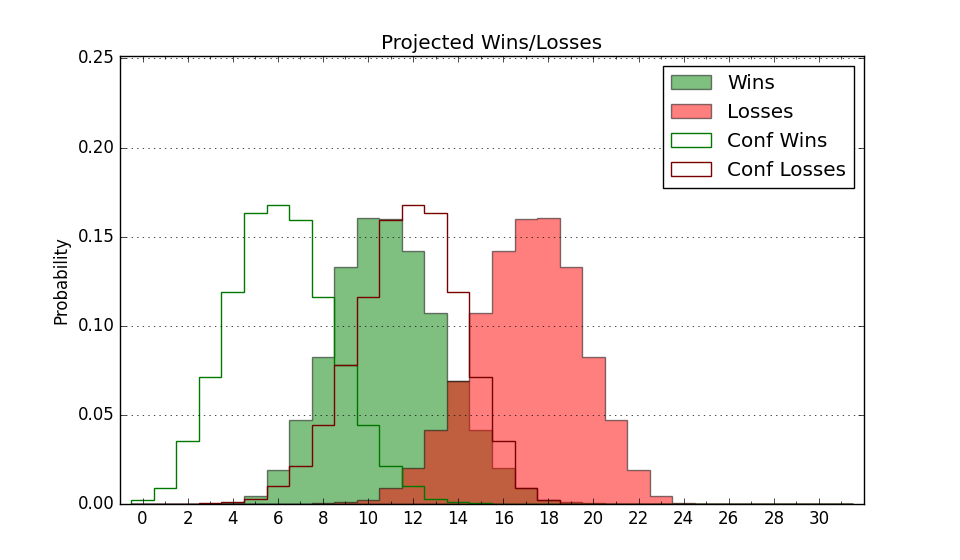 Projected Wins/Losses
0.25
0.20
0.15
0.10
0.05
0.00
Probability
Wins
Losses
Conf Wins
Conf Losses
0 2 4 6 8 10 12 14 16 18 20 22 24 26 28 30